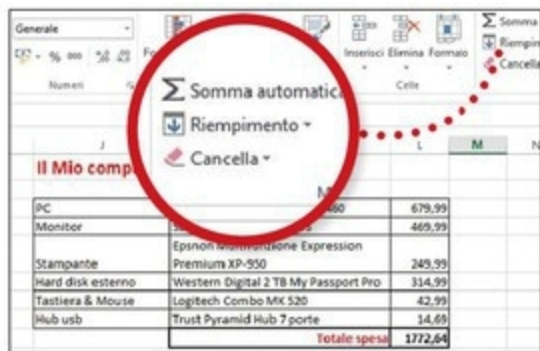 Generale
% 000
Inserisci Elimina Formato
Σ Somma
Cancella
Numeri
Celle
Σ Somma automatica
Riempimento
Cancella
J
L
M
N
Il Mio comp
PC 460 679,99
Monitor 469,99
Epsnon Multifunzione Expression
Stampante Premium XP-950 249,99
Hard disk esterno Western Digital 2 TB My Passport Pro 314,99
Tastiera & Mouse Logitech Combo MK 520 42,99
Hub usb Trust Pyramid Hub 7 porte 14,69
Totale spesa 1772,64